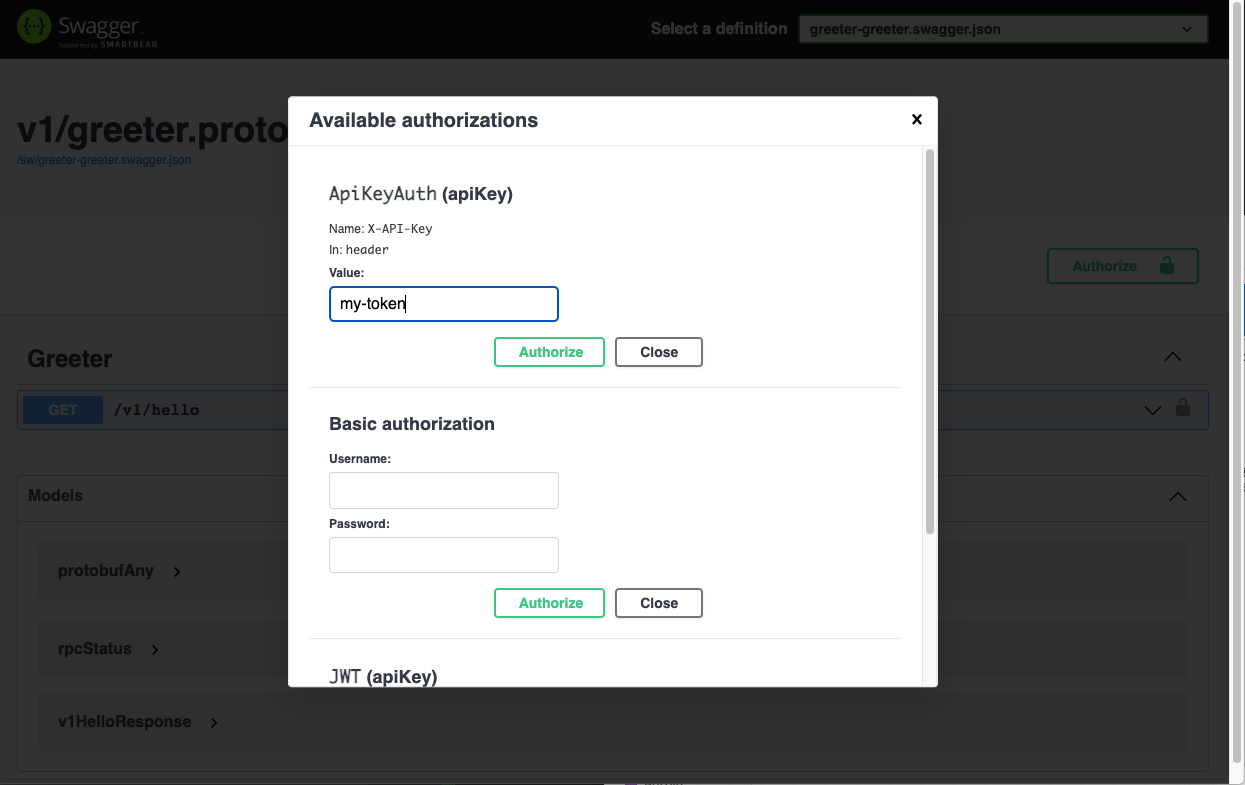 Swagger.
Supported by SMARTBEAR
Select a definition
greeter-greeter.swagger.json
v1/greeter.proto
/sw/greeter-greeter.swagger.json
Authorize
Greeter
GET /v1/hello
Models
protobufAny
rpcStatus
v1HelloResponse
Available authorizations
ApiKeyAuth (apiKey)
Name: X-API-Key
In: header
Value:
my-token
Authorize Close
Basic authorization
Username:
Password:
Authorize Close
JWT (apiKey)